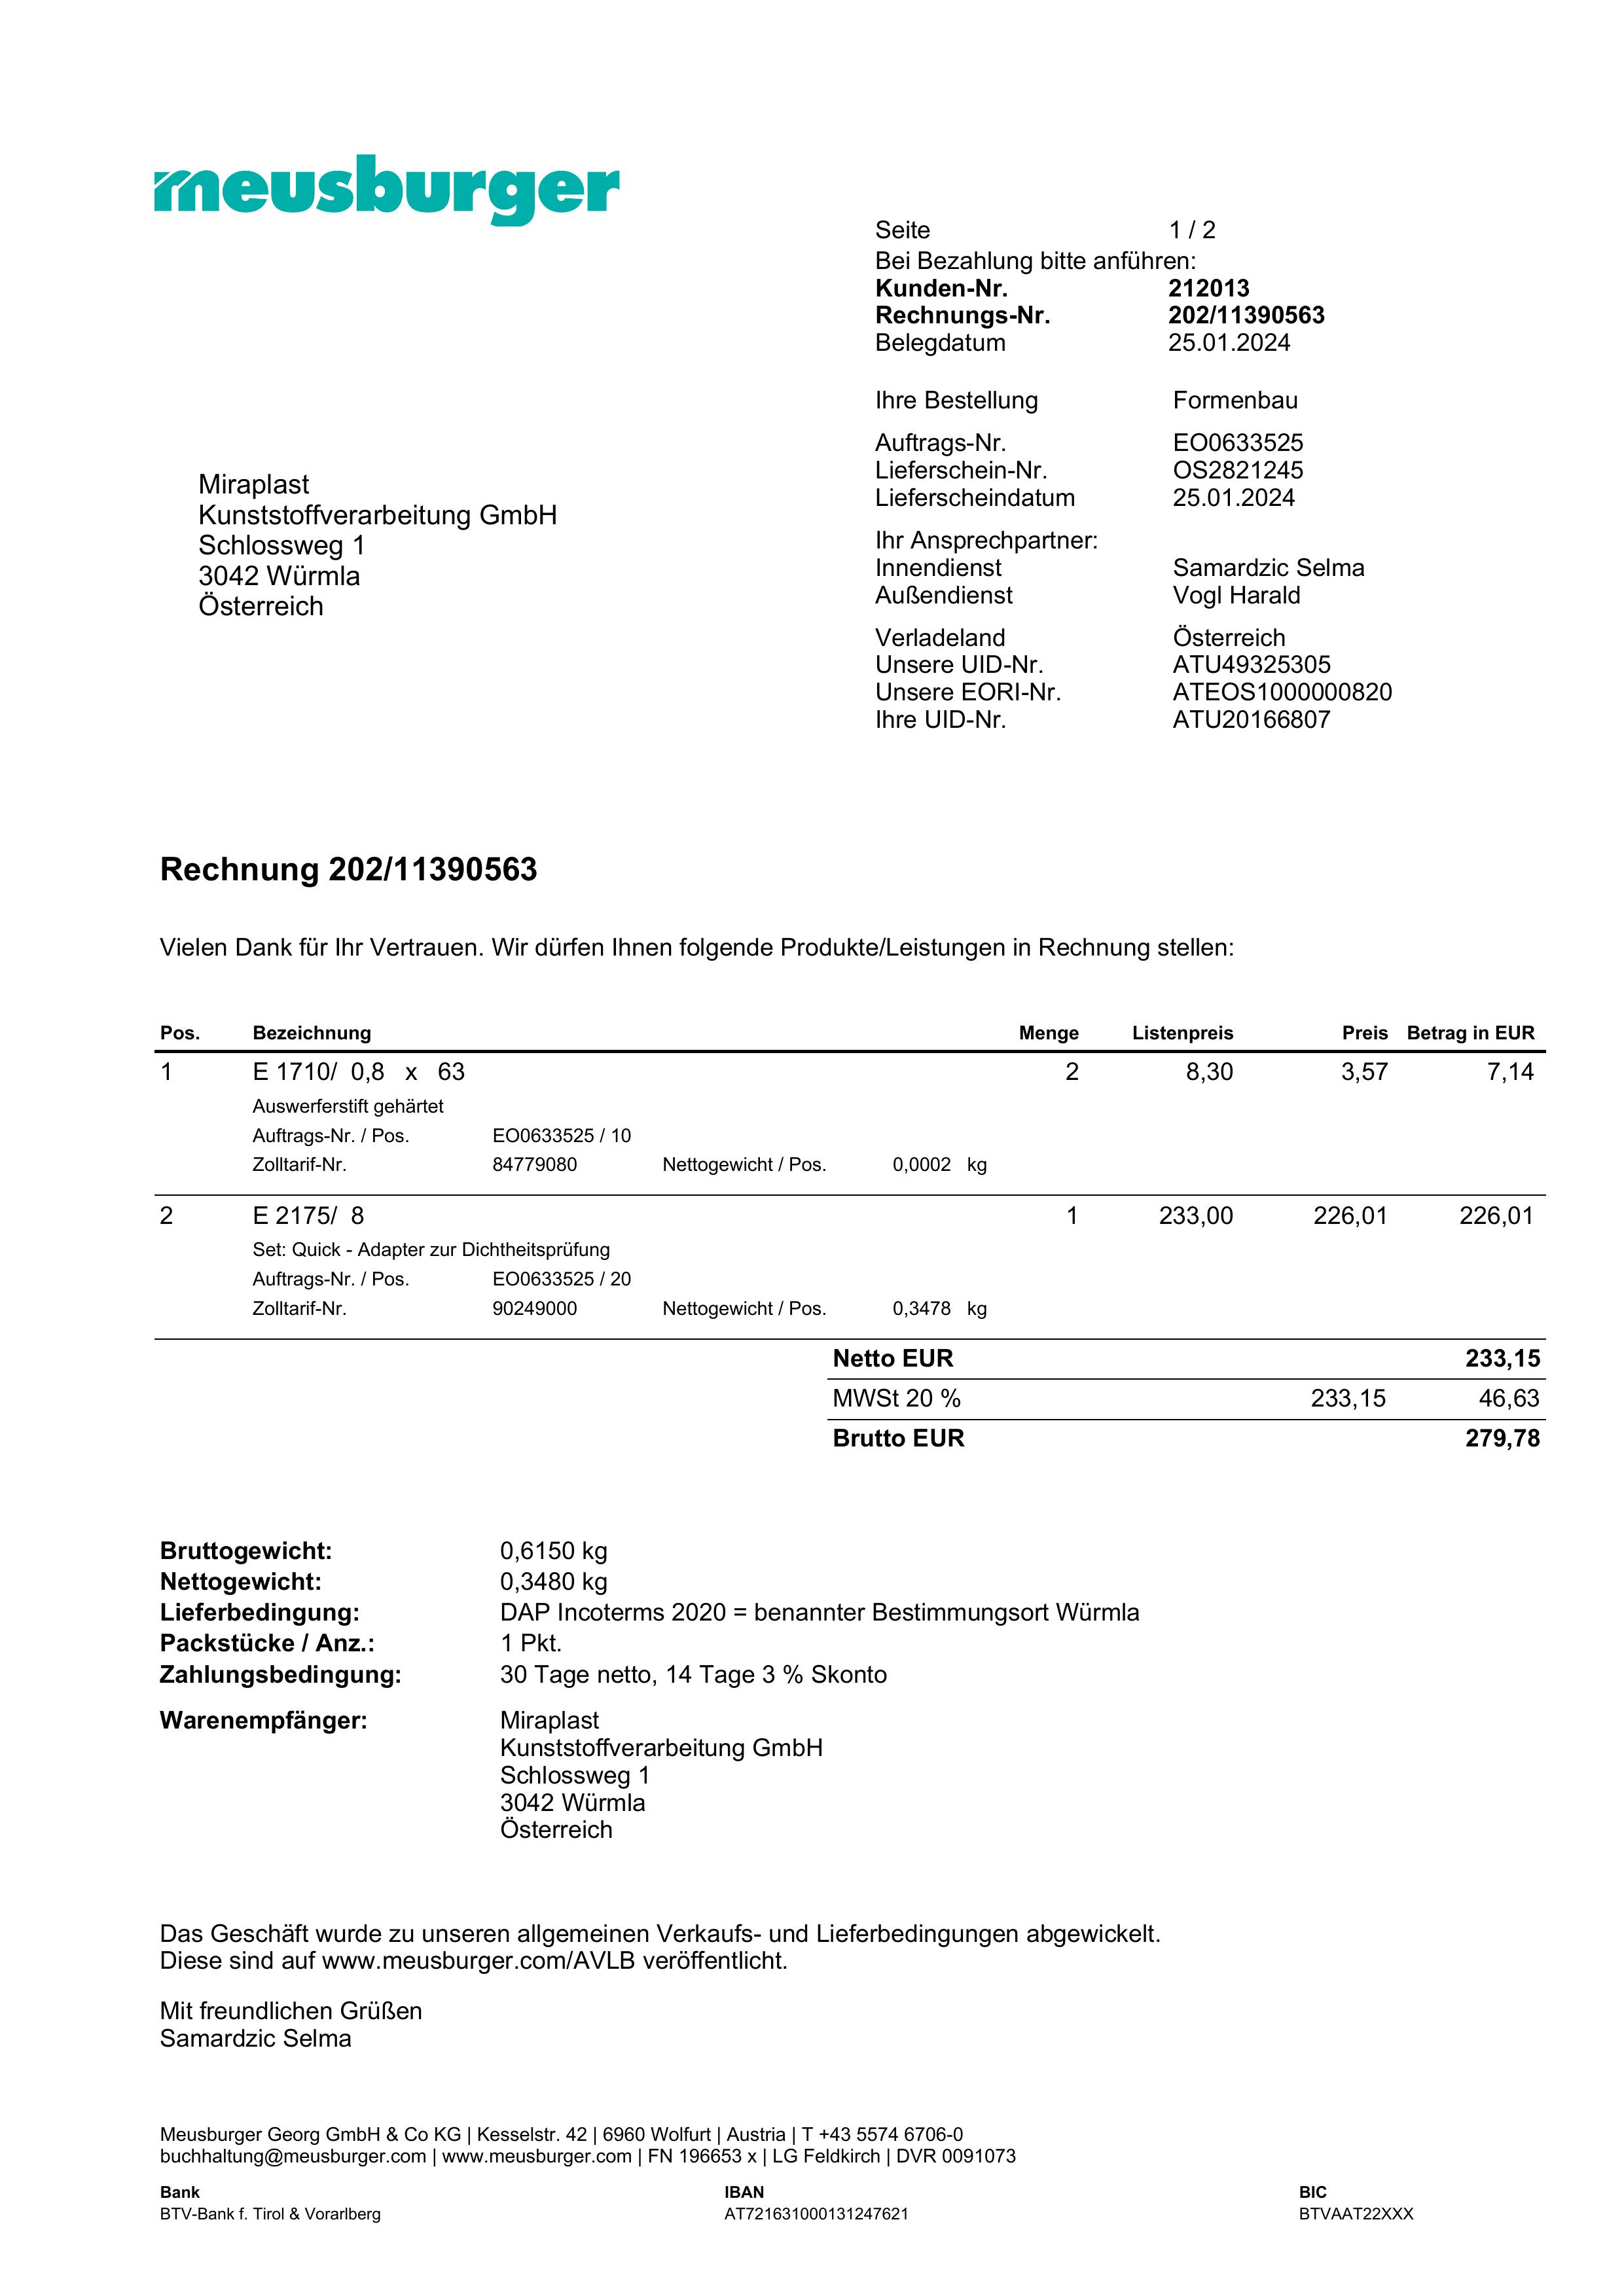 meusburger
Seite 1 / 2
Bei Bezahlung bitte anführen:
Kunden-Nr. 212013
Rechnungs-Nr. 202/11390563
Belegdatum 25.01.2024
Ihre Bestellung Formenbau
Auftrags-Nr. EO0633525
Lieferschein-Nr. OS2821245
Lieferscheindatum 25.01.2024
Ihr Ansprechpartner:
Innendienst Samardzic Selma
Außendienst Vogl Harald
Verladeland Österreich
Unsere UID-Nr. ATU49325305
Unsere EORI-Nr. ATEOS1000000820
Ihre UID-Nr. ATU20166807
Miraplast
Kunststoffverarbeitung GmbH
Schlossweg 1
3042 Würmla
Österreich
Rechnung 202/11390563
Vielen Dank für Ihr Vertrauen. Wir dürfen Ihnen folgende Produkte/Leistungen in Rechnung stellen:
Pos. Bezeichnung Menge Listenpreis Preis Betrag in EUR
1 E 1710/ 0,8 x 63 2 8,30 3,57 7,14
Auswerferstift gehärtet
Auftrags-Nr. / Pos. EO0633525 / 10
Zolltarif-Nr. 84779080 Nettogewicht / Pos. 0,0002 kg
2 E 2175/ 8 1 233,00 226,01 226,01
Set: Quick - Adapter zur Dichtheitsprüfung
Auftrags-Nr. / Pos. EO0633525 / 20
Zolltarif-Nr. 90249000 Nettogewicht / Pos. 0,3478 kg
Netto EUR 233,15
MWSt 20 % 233,15 46,63
Brutto EUR 279,78
Bruttogewicht: 0,6150 kg
Nettogewicht: 0,3480 kg
Lieferbedingung: DAP Incoterms 2020 = benannter Bestimmungsort Würmla
Packstücke / Anz.: 1 Pkt.
Zahlungsbedingung: 30 Tage netto, 14 Tage 3 % Skonto
Warenempfänger: Miraplast
Kunststoffverarbeitung GmbH
Schlossweg 1
3042 Würmla
Österreich
Das Geschäft wurde zu unseren allgemeinen Verkaufs- und Lieferbedingungen abgewickelt.
Diese sind auf www.meusburger.com/AVLB veröffentlicht.
Mit freundlichen Grüßen
Samardzic Selma
Meusburger Georg GmbH & Co KG | Kesselstr. 42 | 6960 Wolfurt | Austria | T +43 5574 6706-0
buchhaltung@meusburger.com | www.meusburger.com | FN 196653 x | LG Feldkirch | DVR 0091073
Bank IBAN BIC
BTV-Bank f. Tirol & Vorarlberg AT721631000131247621 BTVAAT22XXX